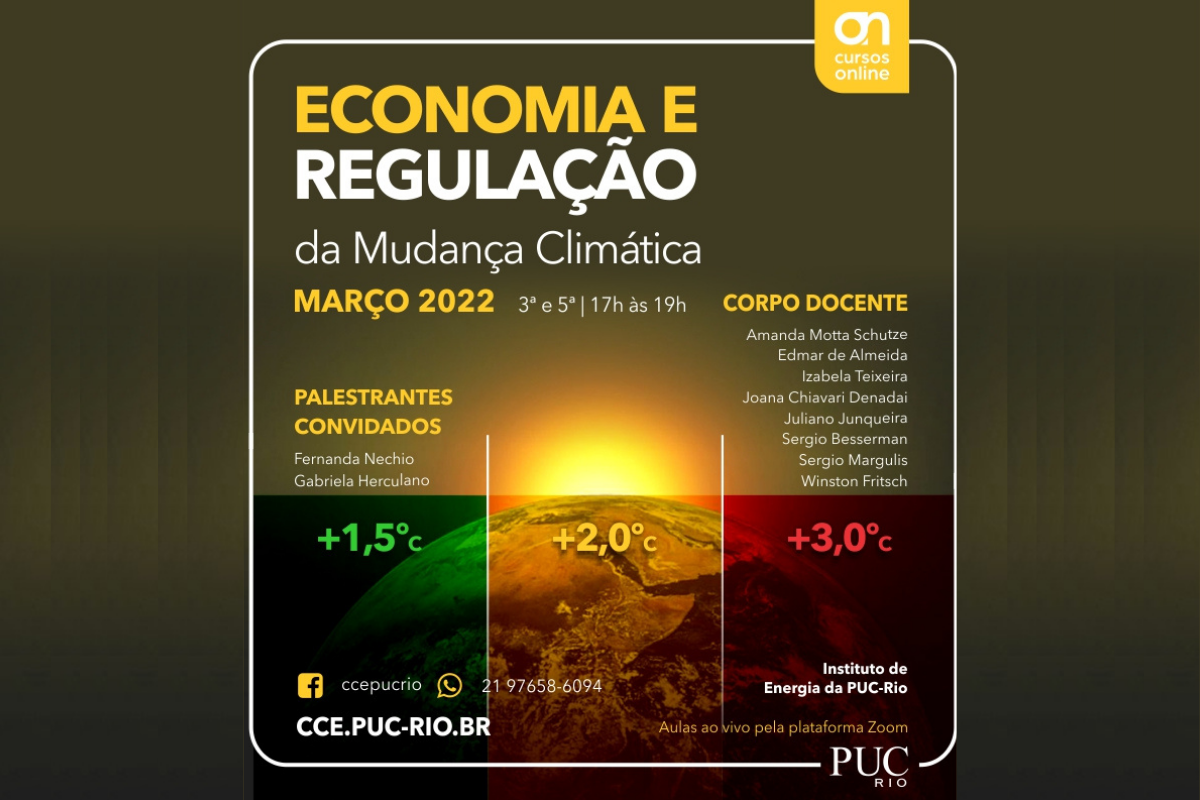 on
cursos
online
ECONOMIA E
REGULAÇÃO
da Mudança Climática
MARÇO 2022 3ª e 5ª | 17h às 19h
CORPO DOCENTE
Amanda Motta Schutze
Edmar de Almeida
Izabela Teixeira
Joana Chiavari Denadai
Juliano Junqueira
Sergio Besserman
Sergio Margulis
Winston Fritsch
PALESTRANTES
CONVIDADOS
Fernanda Nechio
Gabriela Herculano
+1,5°C
+2,0°C
+3,0°C
ccepucrio 21 97658-6094
CCE.PUC-RIO.BR
Instituto de
Energia da PUC-Rio
Aulas ao vivo pela plataforma Zoom
PUC
RIO